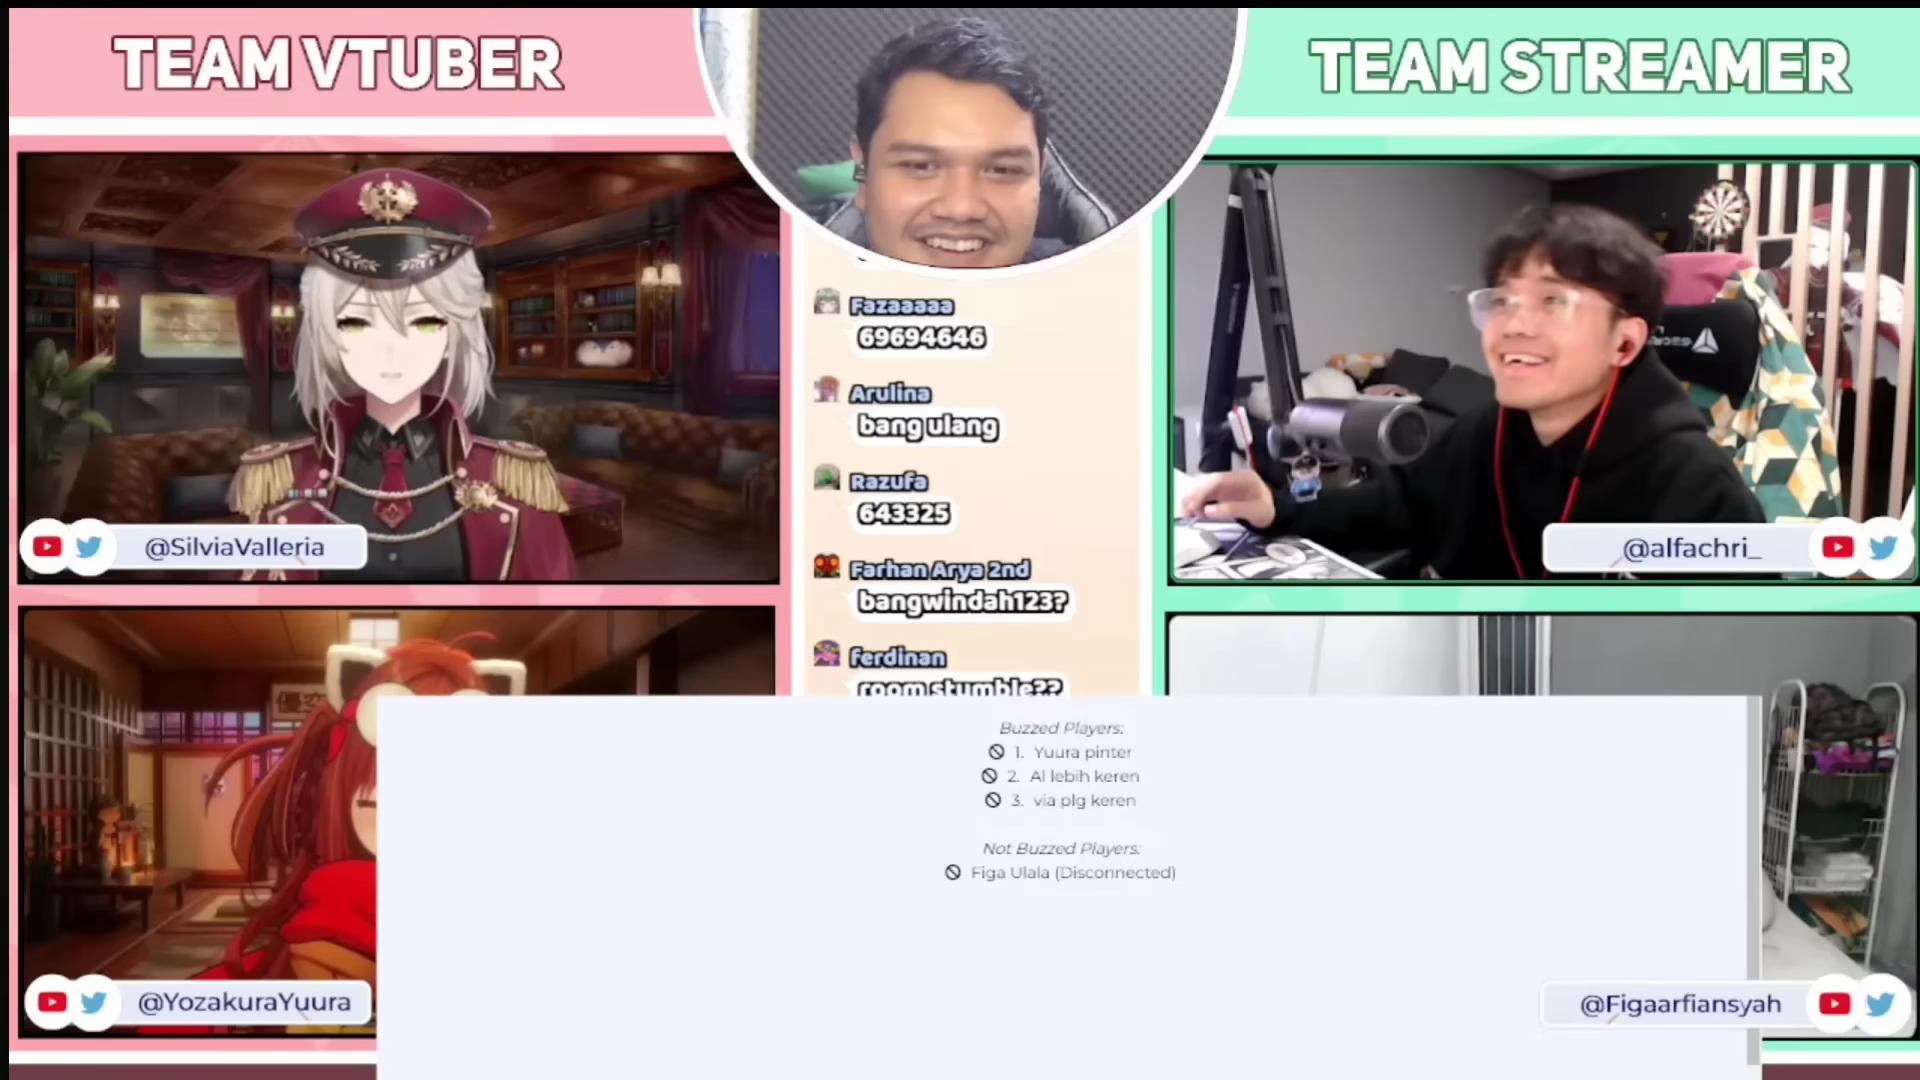 TEAM VTUBER
TEAM STREAMER
Fazaaaaa
69694646
Arulina
bang ulang
Razufa
643325
Farhan Arya 2nd
bangwindah123?
ferdinan
room stumble??
@SilviaValleria
@alfachri_
Buzzed Players:
1. Yuura pinter
2. Al lebih keren
3. via plg keren
Not Buzzed Players:
Figa Ulala (Disconnected)
@YozakuraYuura
@Figaarfiansyah